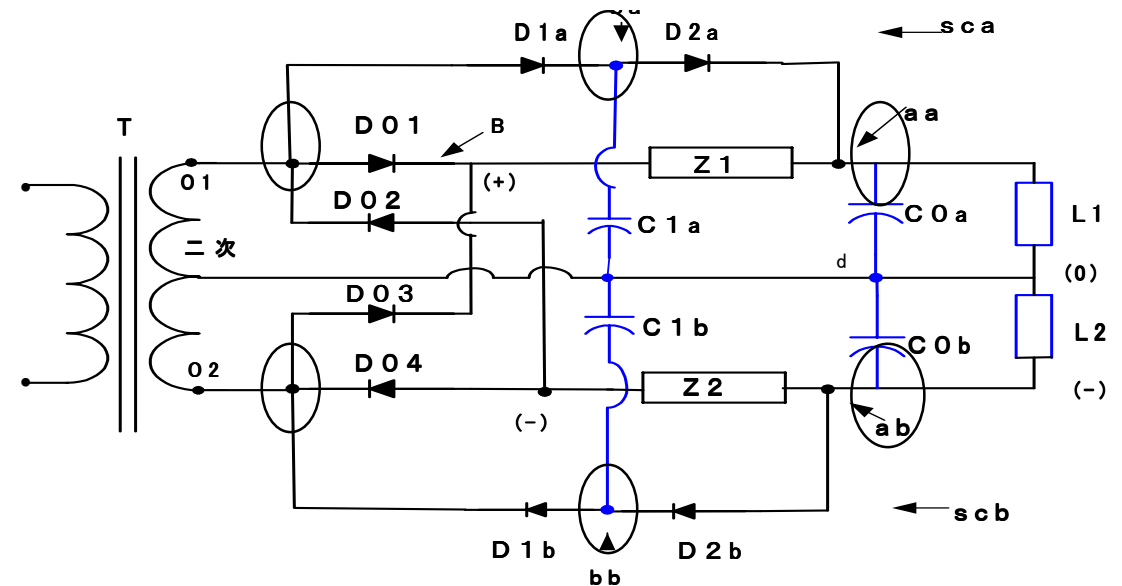 D1a
D2a
sca
T
D01
B
aa
01
(+)
Z1
D02
C0a
L1
C1a
二次
d
(0)
D03
C1b
L2
C0b
D04
02
Z2
(-)
(-)
ab
scb
D1b
D2b
bb